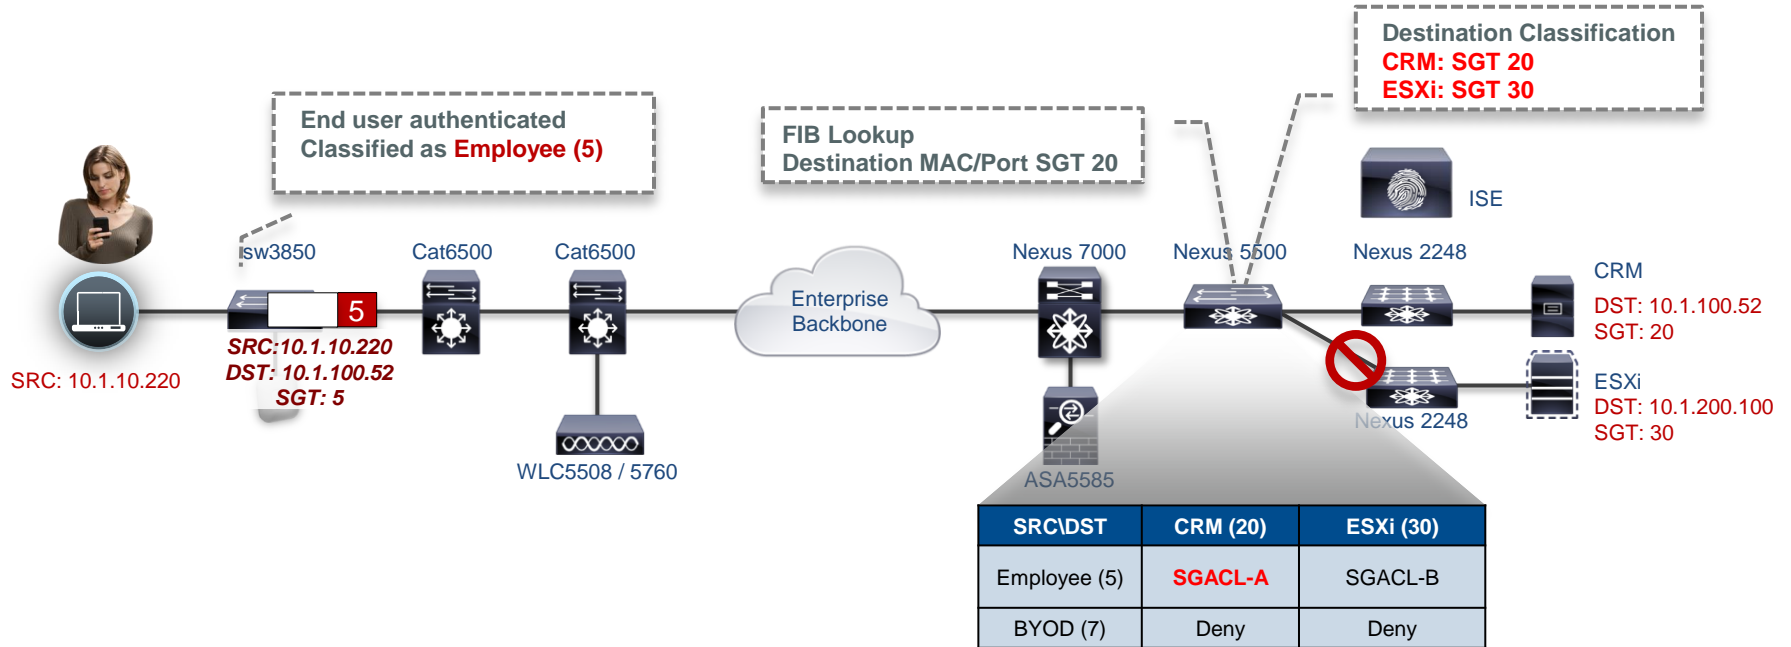 Destination Classification
CRM: SGT 20
ESXi: SGT 30
End user authenticated
Classified as Employee (5)
FIB Lookup
Destination MAC/Port SGT 20
ISE
sw3850
Cat6500
Cat6500
Nexus 7000
Nexus 5500
Nexus 2248
CRM
DST: 10.1.100.52
SGT: 20
Enterprise
Backbone
5
SRC:10.1.10.220
DST: 10.1.100.52
SGT: 5
SRC: 10.1.10.220
ESXi
DST: 10.1.200.100
SGT: 30
Nexus 2248
WLC5508 / 5760
ASA5585
SRC\DST CRM (20) ESXi (30)
Employee (5) SGACL-A SGACL-B
BYOD (7) Deny Deny